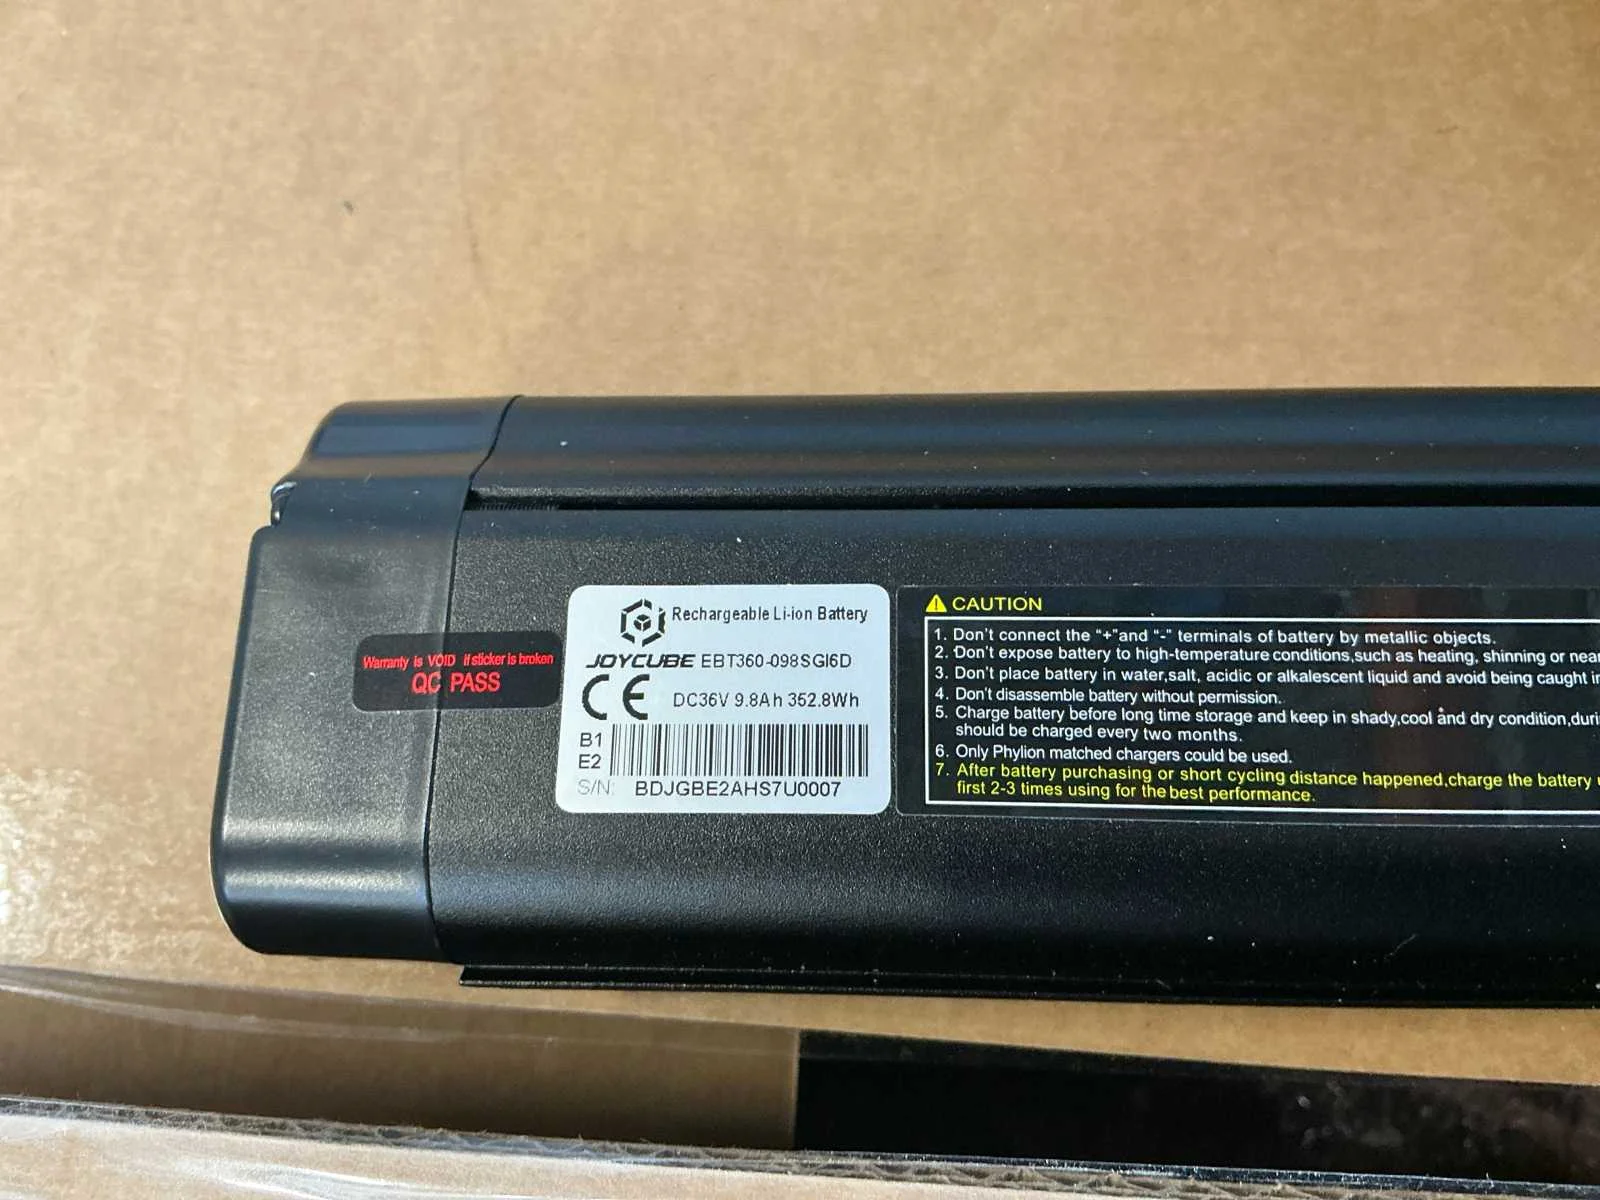 Rechargeable Li-ion Battery
JOYCUBE EBT360-098SGI6D
CE DC36V 9.8Ah 352.8Wh
B1
E2
S/N: BDJGBE2AHS7U0007
Warranty is VOID if sticker is broken
QC PASS
CAUTION
1. Don't connect the "+"and "-" terminals of battery by metallic objects.
2. Don't expose battery to high-temperature conditions,such as heating, shinning or near
3. Don't place battery in water,salt, acidic or alkalescent liquid and avoid being caught in
4. Don't disassemble battery without permission.
5. Charge battery before long time storage and keep in shady,cool and dry condition,duri
should be charged every two months.
6. Only Phylion matched chargers could be used.
7. After battery purchasing or short cycling distance happened,charge the battery
first 2-3 times using for the best performance.